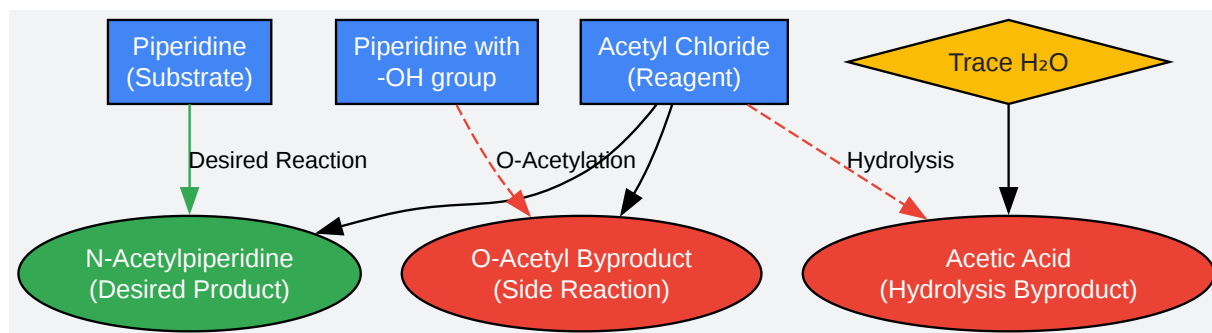 Piperidine
(Substrate)
Piperidine with
-OH group
Acetyl Chloride
(Reagent)
Trace H₂O
Desired Reaction
O-Acetylation
Hydrolysis
N-Acetylpiperidine
(Desired Product)
O-Acetyl Byproduct
(Side Reaction)
Acetic Acid
(Hydrolysis Byproduct)